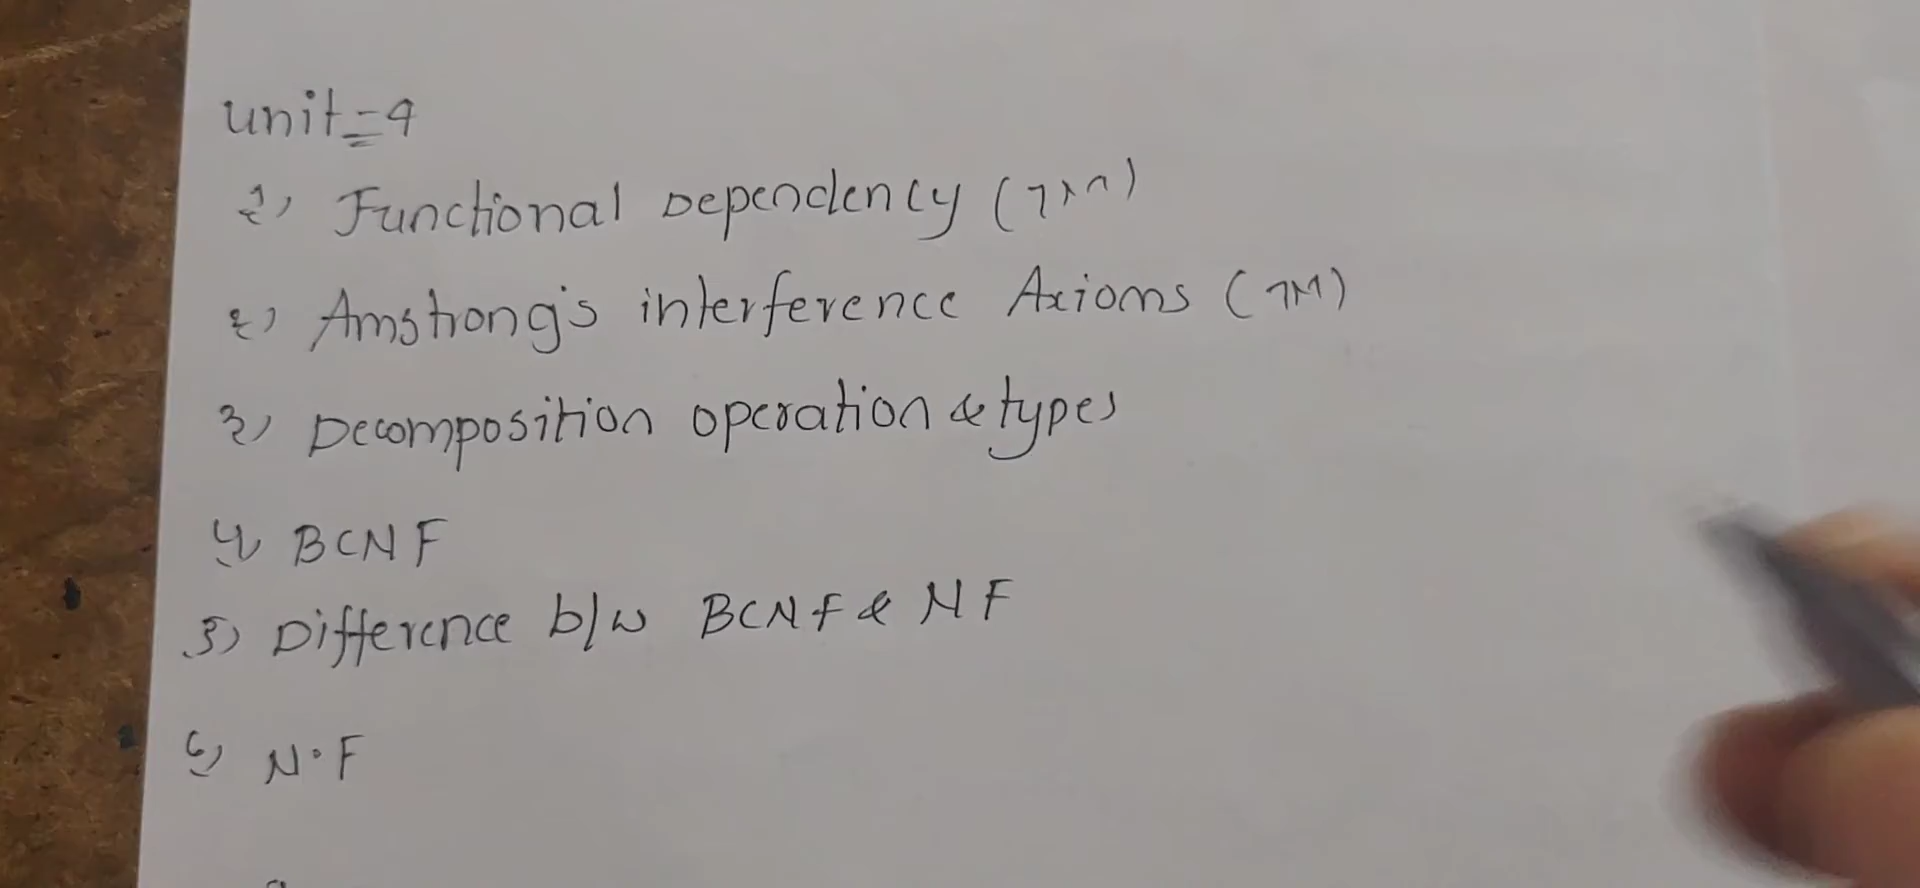 unit=4
1) Functional Dependency (7M)
2) Amstrong's interference Axioms (7M)
3) Decomposition operation & types
4) BCNF
5) Difference b/w BCNF & NF
6) N.F